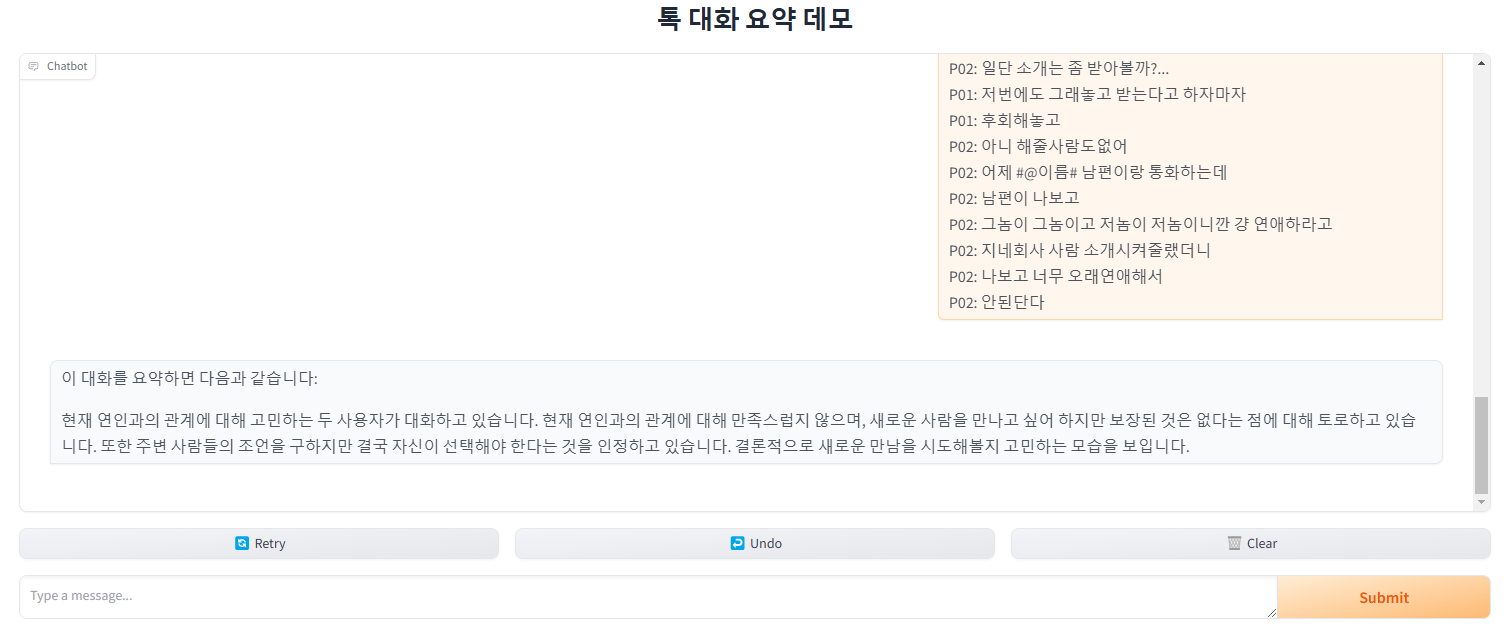 톡 대화 요약 데모
Chatbot
P02: 일단 소개는 좀 받아볼까?...
P01: 저번에도 그래놓고 받는다고 하자마자
P01: 후회해놓고
P02: 아니 해줄사람도없어
P02: 어제 #@이름# 남편이랑 통화하는데
P02: 남편이 나보고
P02: 그놈이 그놈이고 저놈이 저놈이니깐 걍 연애하라고
P02: 지네회사 사람 소개시켜줄랬더니
P02: 나보고 너무 오래연애해서
P02: 안된단다
이 대화를 요약하면 다음과 같습니다:
현재 연인과의 관계에 대해 고민하는 두 사용자가 대화하고 있습니다. 현재 연인과의 관계에 대해 만족스럽지 않으며, 새로운 사람을 만나고 싶어 하지만 보장된 것은 없다는 점에 대해 토로하고 있습
니다. 또한 주변 사람들의 조언을 구하지만 결국 자신이 선택해야 한다는 것을 인정하고 있습니다. 결론적으로 새로운 만남을 시도해볼지 고민하는 모습을 보입니다.
Retry
Undo
Clear
Type a message...
Submit